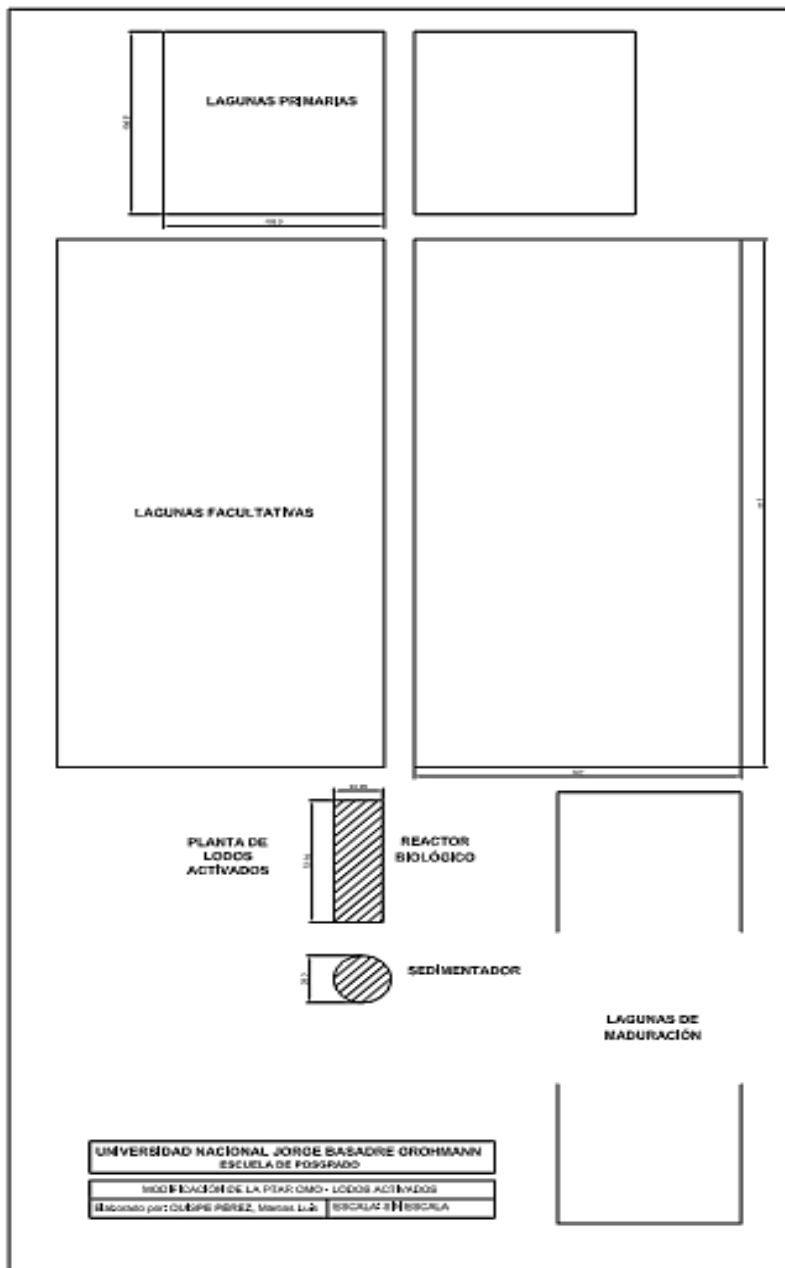 LAGUNAS PRIMARIAS
LAGUNAS FACULTATIVAS
PLANTA DE
LODOS
ACTIVADOS
REACTOR
BIOLÓGICO
SEDIMENTADOR
LAGUNAS DE
MADURACIÓN
UNIVERSIDAD NACIONAL JORGE BASADRE GROHMANN
ESCUELA DE POSGRADO
MODIFICACIÓN DE LA PTAR OMO - LODOS ACTIVADOS
Elaborado por: QUISPE PEREZ, Marcos Luis
ESCALA: SIN ESCALA